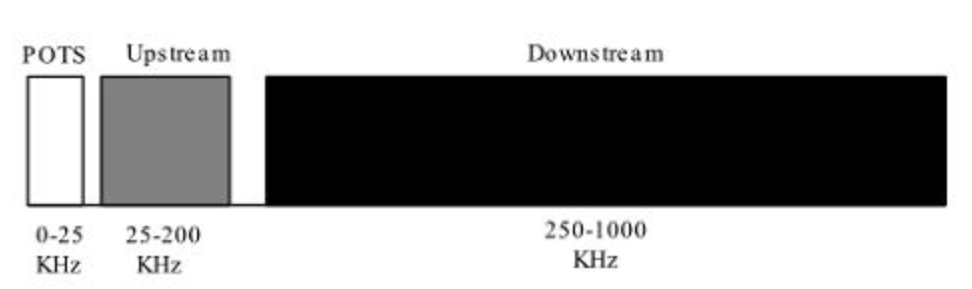 POTS Upstream Downstream
0-25 25-200 250-1000
KHz KHz KHz